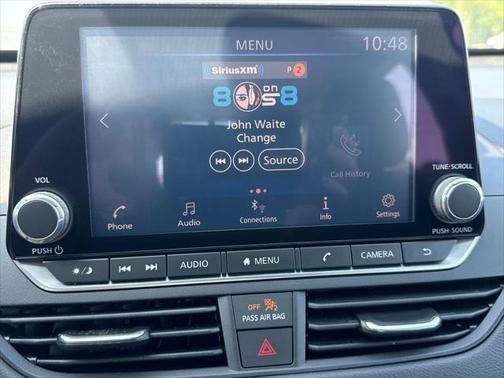 MENU
10:48
SiriusXM
P 2
8 on 8
John Waite
Change
Source
Call History
VOL
TUNE•SCROLL
Phone
Audio
Connections
Info
Settings
PUSH
PUSH SOUND
AUDIO
MENU
CAMERA
OFF
PASS AIR BAG